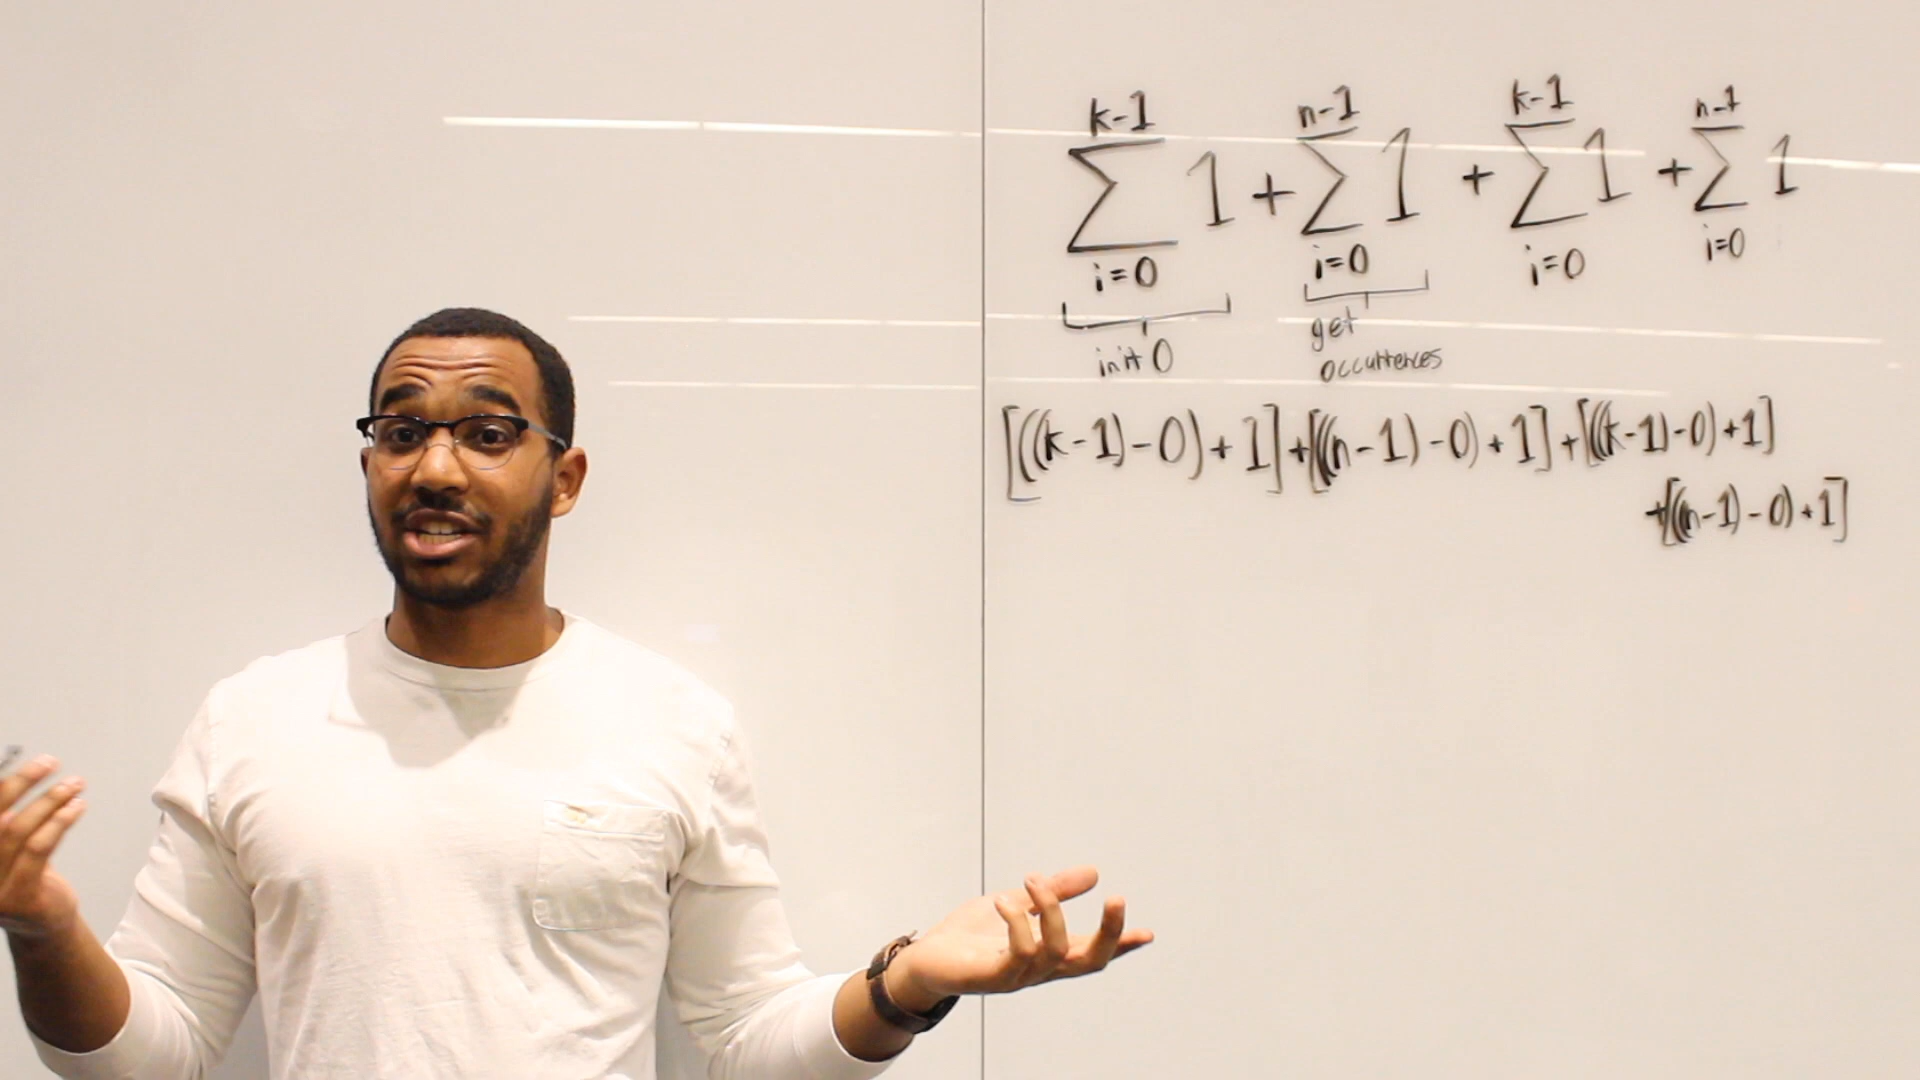 k-1 n-1 k-1 n-1
∑ 1 + ∑ 1 + ∑ 1 + ∑ 1
i=0 i=0 i=0 i=0
init 0 get
occurrences
[((k-1)-0)+1]+[((n-1)-0)+1]+[((k-1)-0)+1]
+[((n-1)-0)+1]